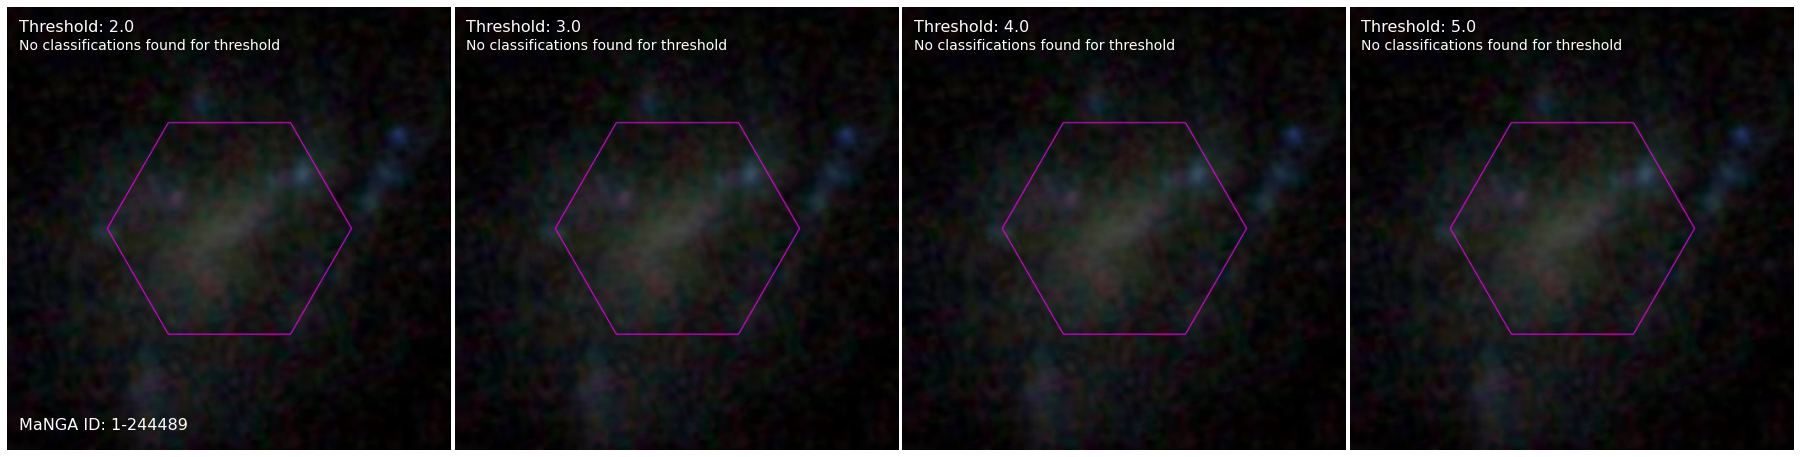 Threshold: 2.0
No classifications found for threshold
MaNGA ID: 1-244489
Threshold: 3.0
No classifications found for threshold
Threshold: 4.0
No classifications found for threshold
Threshold: 5.0
No classifications found for threshold